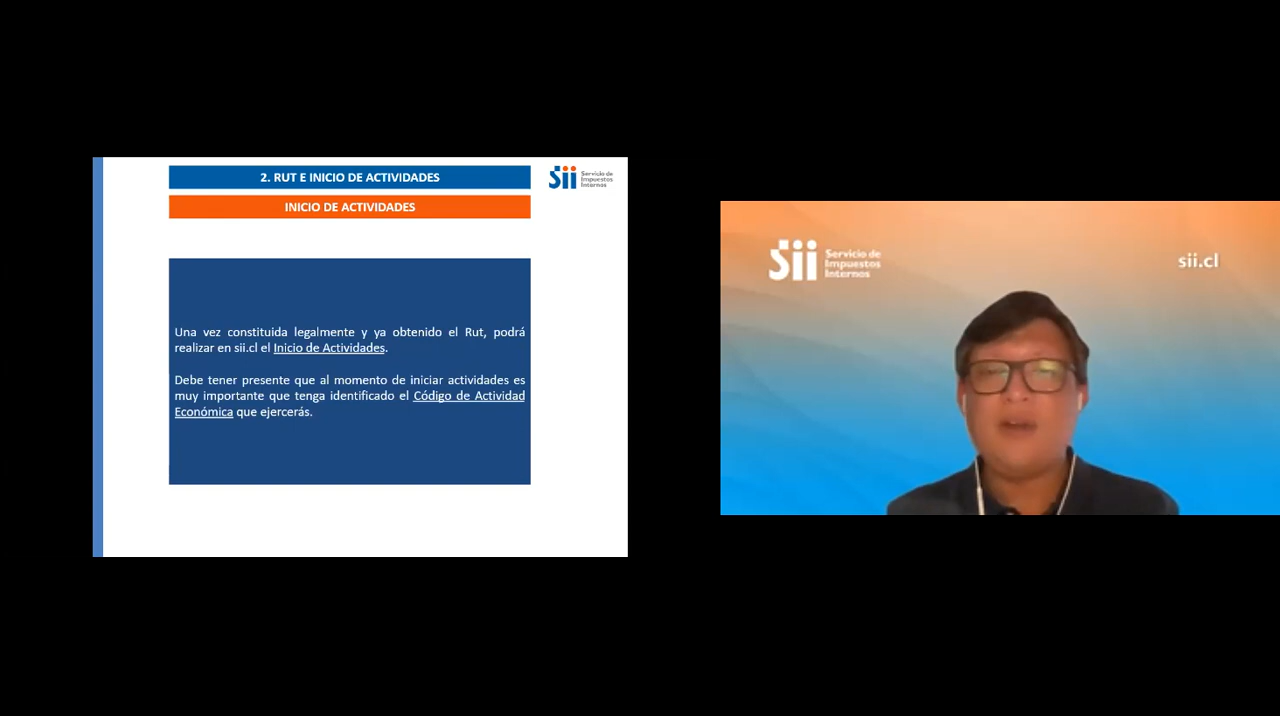 2. RUT E INICIO DE ACTIVIDADES
sii Servicio de
Impuestos
Internos
INICIO DE ACTIVIDADES
Una vez constituida legalmente y ya obtenido el Rut, podrá
realizar en sii.cl el Inicio de Actividades.
Debe tener presente que al momento de iniciar actividades es
muy importante que tenga identificado el Código de Actividad
Económica que ejercerás.
sii Servicio de
Impuestos
Internos
sii.cl